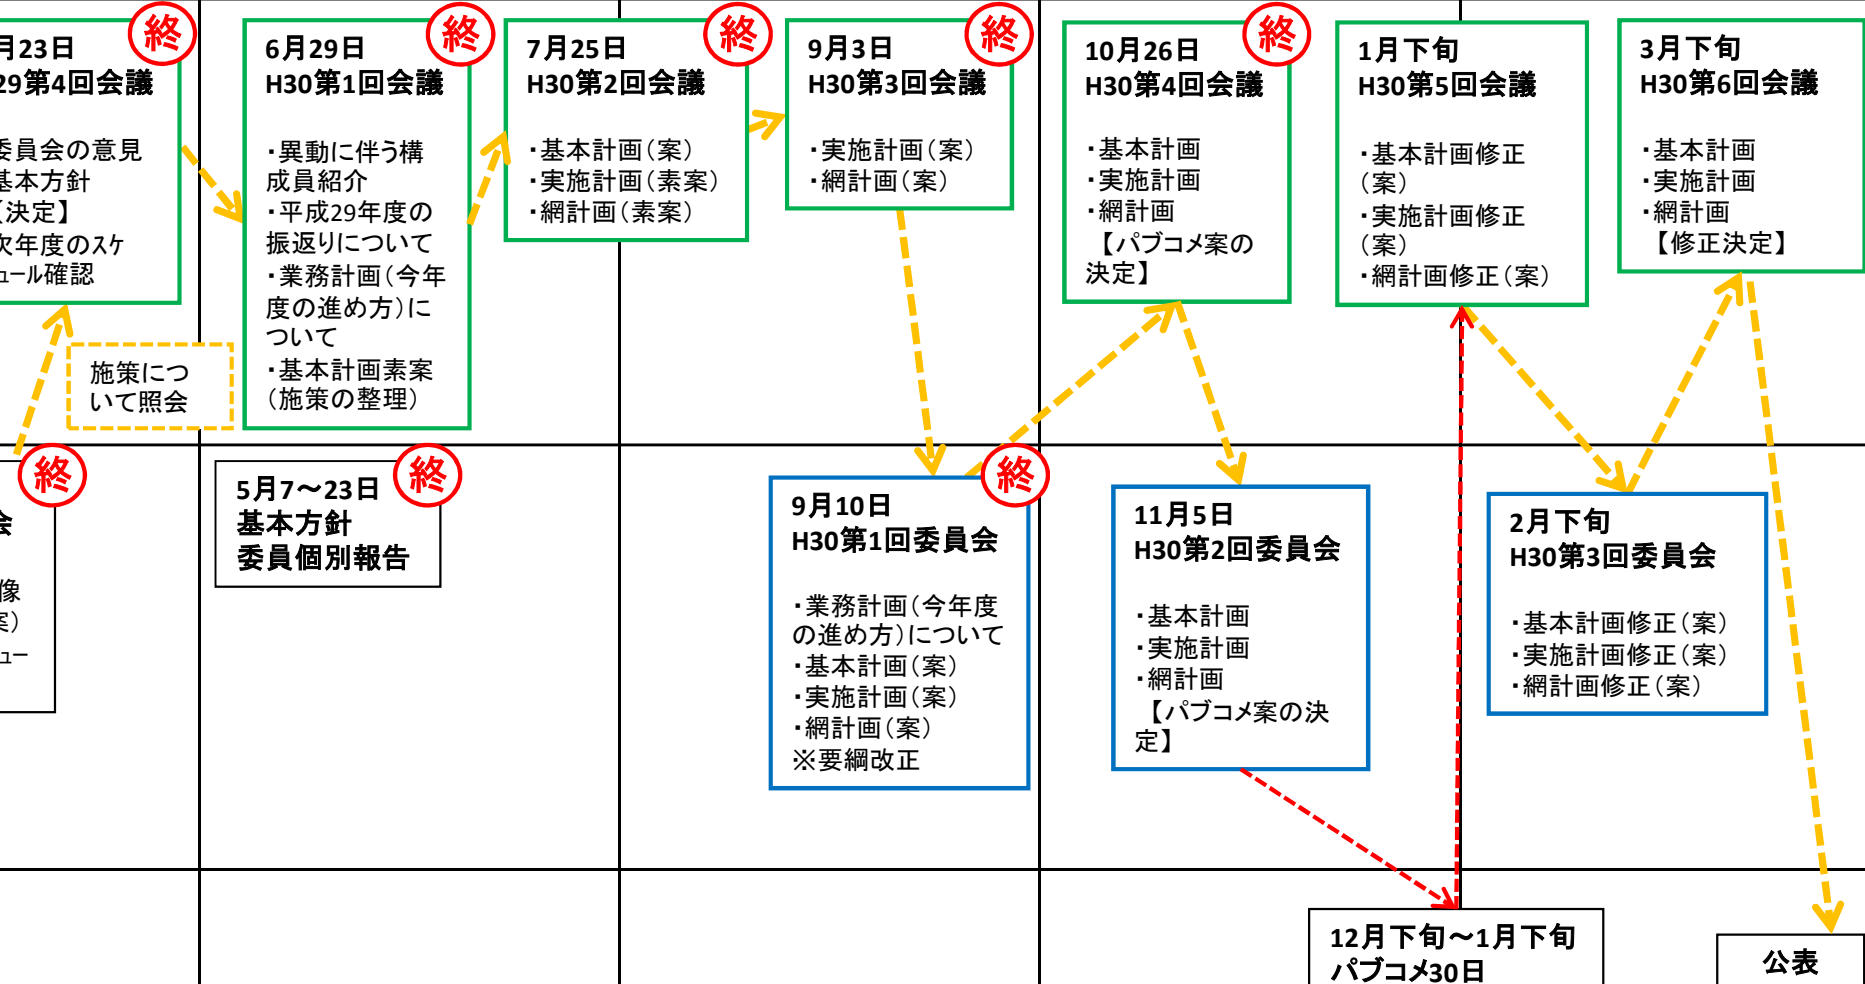 月23日
29第4回会議
委員会の意見
基本方針
【決定】
次年度のスケ
ュール確認
終
6月29日
H30第1回会議
・異動に伴う構
成員紹介
・平成29年度の
振返りについて
・業務計画(今年
度の進め方)に
ついて
・基本計画素案
(施策の整理)
終
7月25日
H30第2回会議
・基本計画(案)
・実施計画(素案)
・網計画(素案)
終
9月3日
H30第3回会議
・実施計画(案)
・網計画(案)
終
10月26日
H30第4回会議
・基本計画
・実施計画
・網計画
【パブコメ案の
決定】
終
1月下旬
H30第5回会議
・基本計画修正
(案)
・実施計画修正
(案)
・網計画修正(案)
3月下旬
H30第6回会議
・基本計画
・実施計画
・網計画
【修正決定】
施策につ
いて照会
終
会
像
案)
ュー
5月7～23日
基本方針
委員個別報告
終
9月10日
H30第1回委員会
・業務計画(今年度
の進め方)について
・基本計画(案)
・実施計画(案)
・網計画(案)
※要綱改正
終
11月5日
H30第2回委員会
・基本計画
・実施計画
・網計画
【パブコメ案の決
定】
2月下旬
H30第3回委員会
・基本計画修正(案)
・実施計画修正(案)
・網計画修正(案)
12月下旬～1月下旬
パブコメ30日
公表